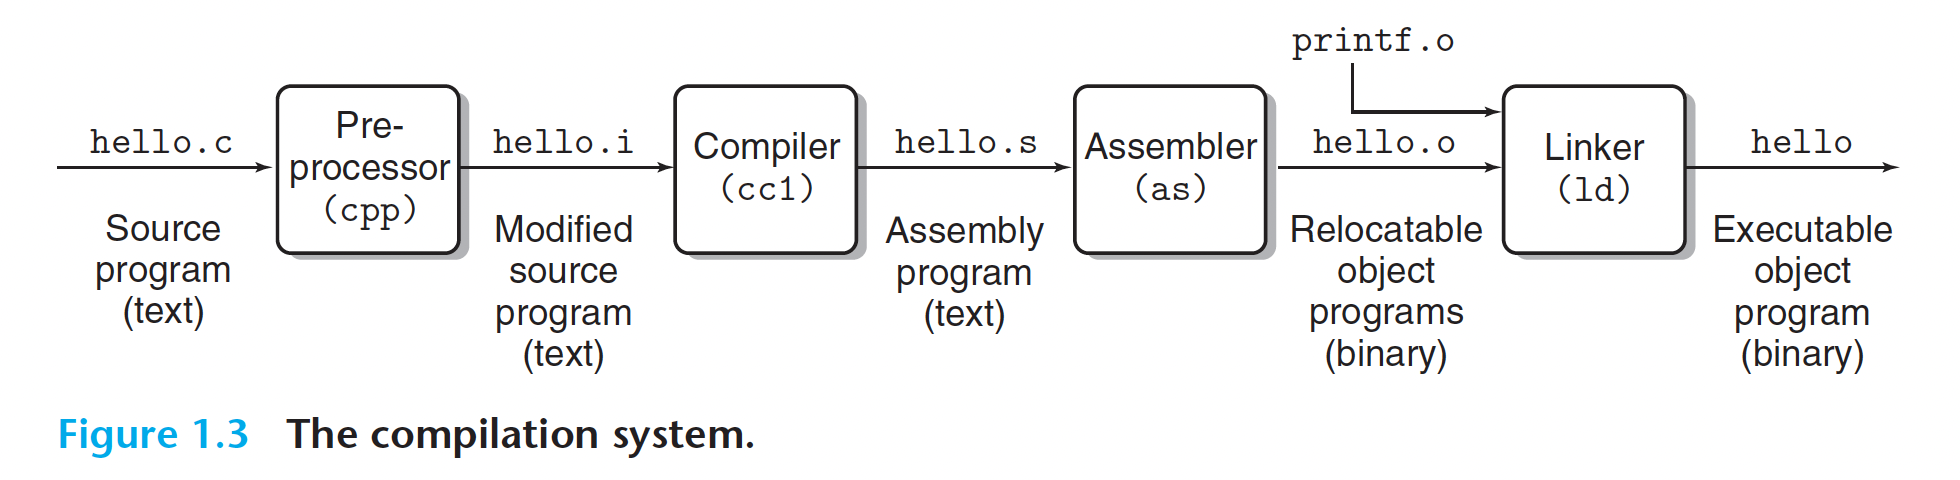 printf.o
hello.c
Pre-
processor
(cpp)
hello.i
Compiler
(cc1)
hello.s
Assembler
(as)
hello.o
Linker
(ld)
hello
Source
program
(text)
Modified
source
program
(text)
Assembly
program
(text)
Relocatable
object
programs
(binary)
Executable
object
program
(binary)
Figure 1.3 The compilation system.